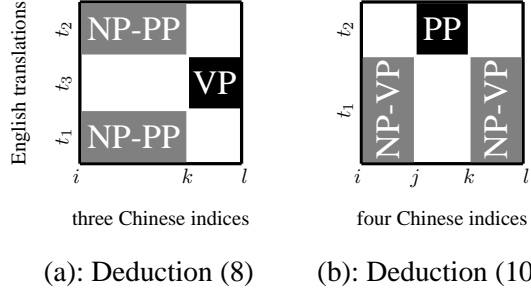 English translations
t2
NP-PP
t3
VP
t1
NP-PP
i k l
three Chinese indices
(a): Deduction (8)
t2
PP
t1
NP-VP
NP-VP
i j k l
four Chinese indices
(b): Deduction (10